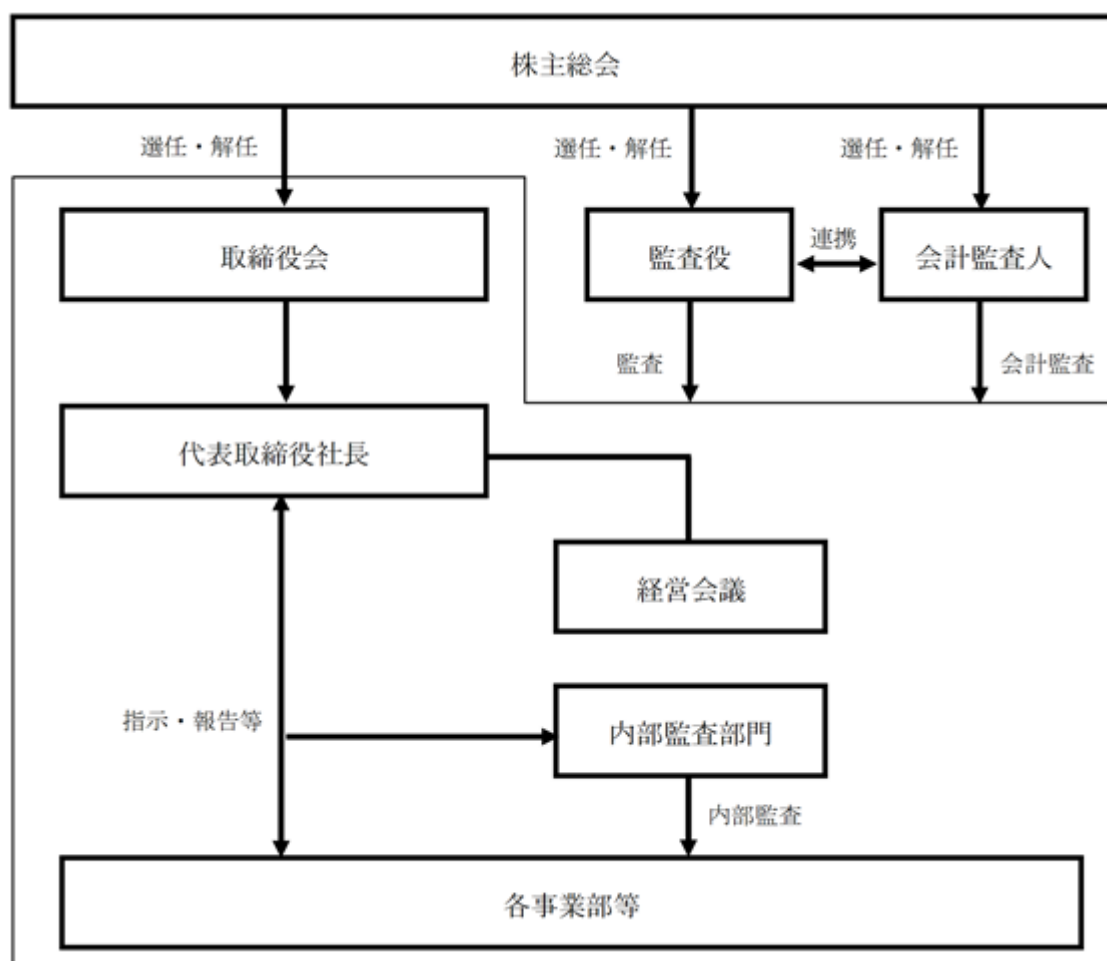 株主総会
選任・解任
選任・解任
選任・解任
取締役会
監査役
連携
会計監査人
監査
会計監査
代表取締役社長
経営会議
指示・報告等
内部監査部門
内部監査
各事業部等